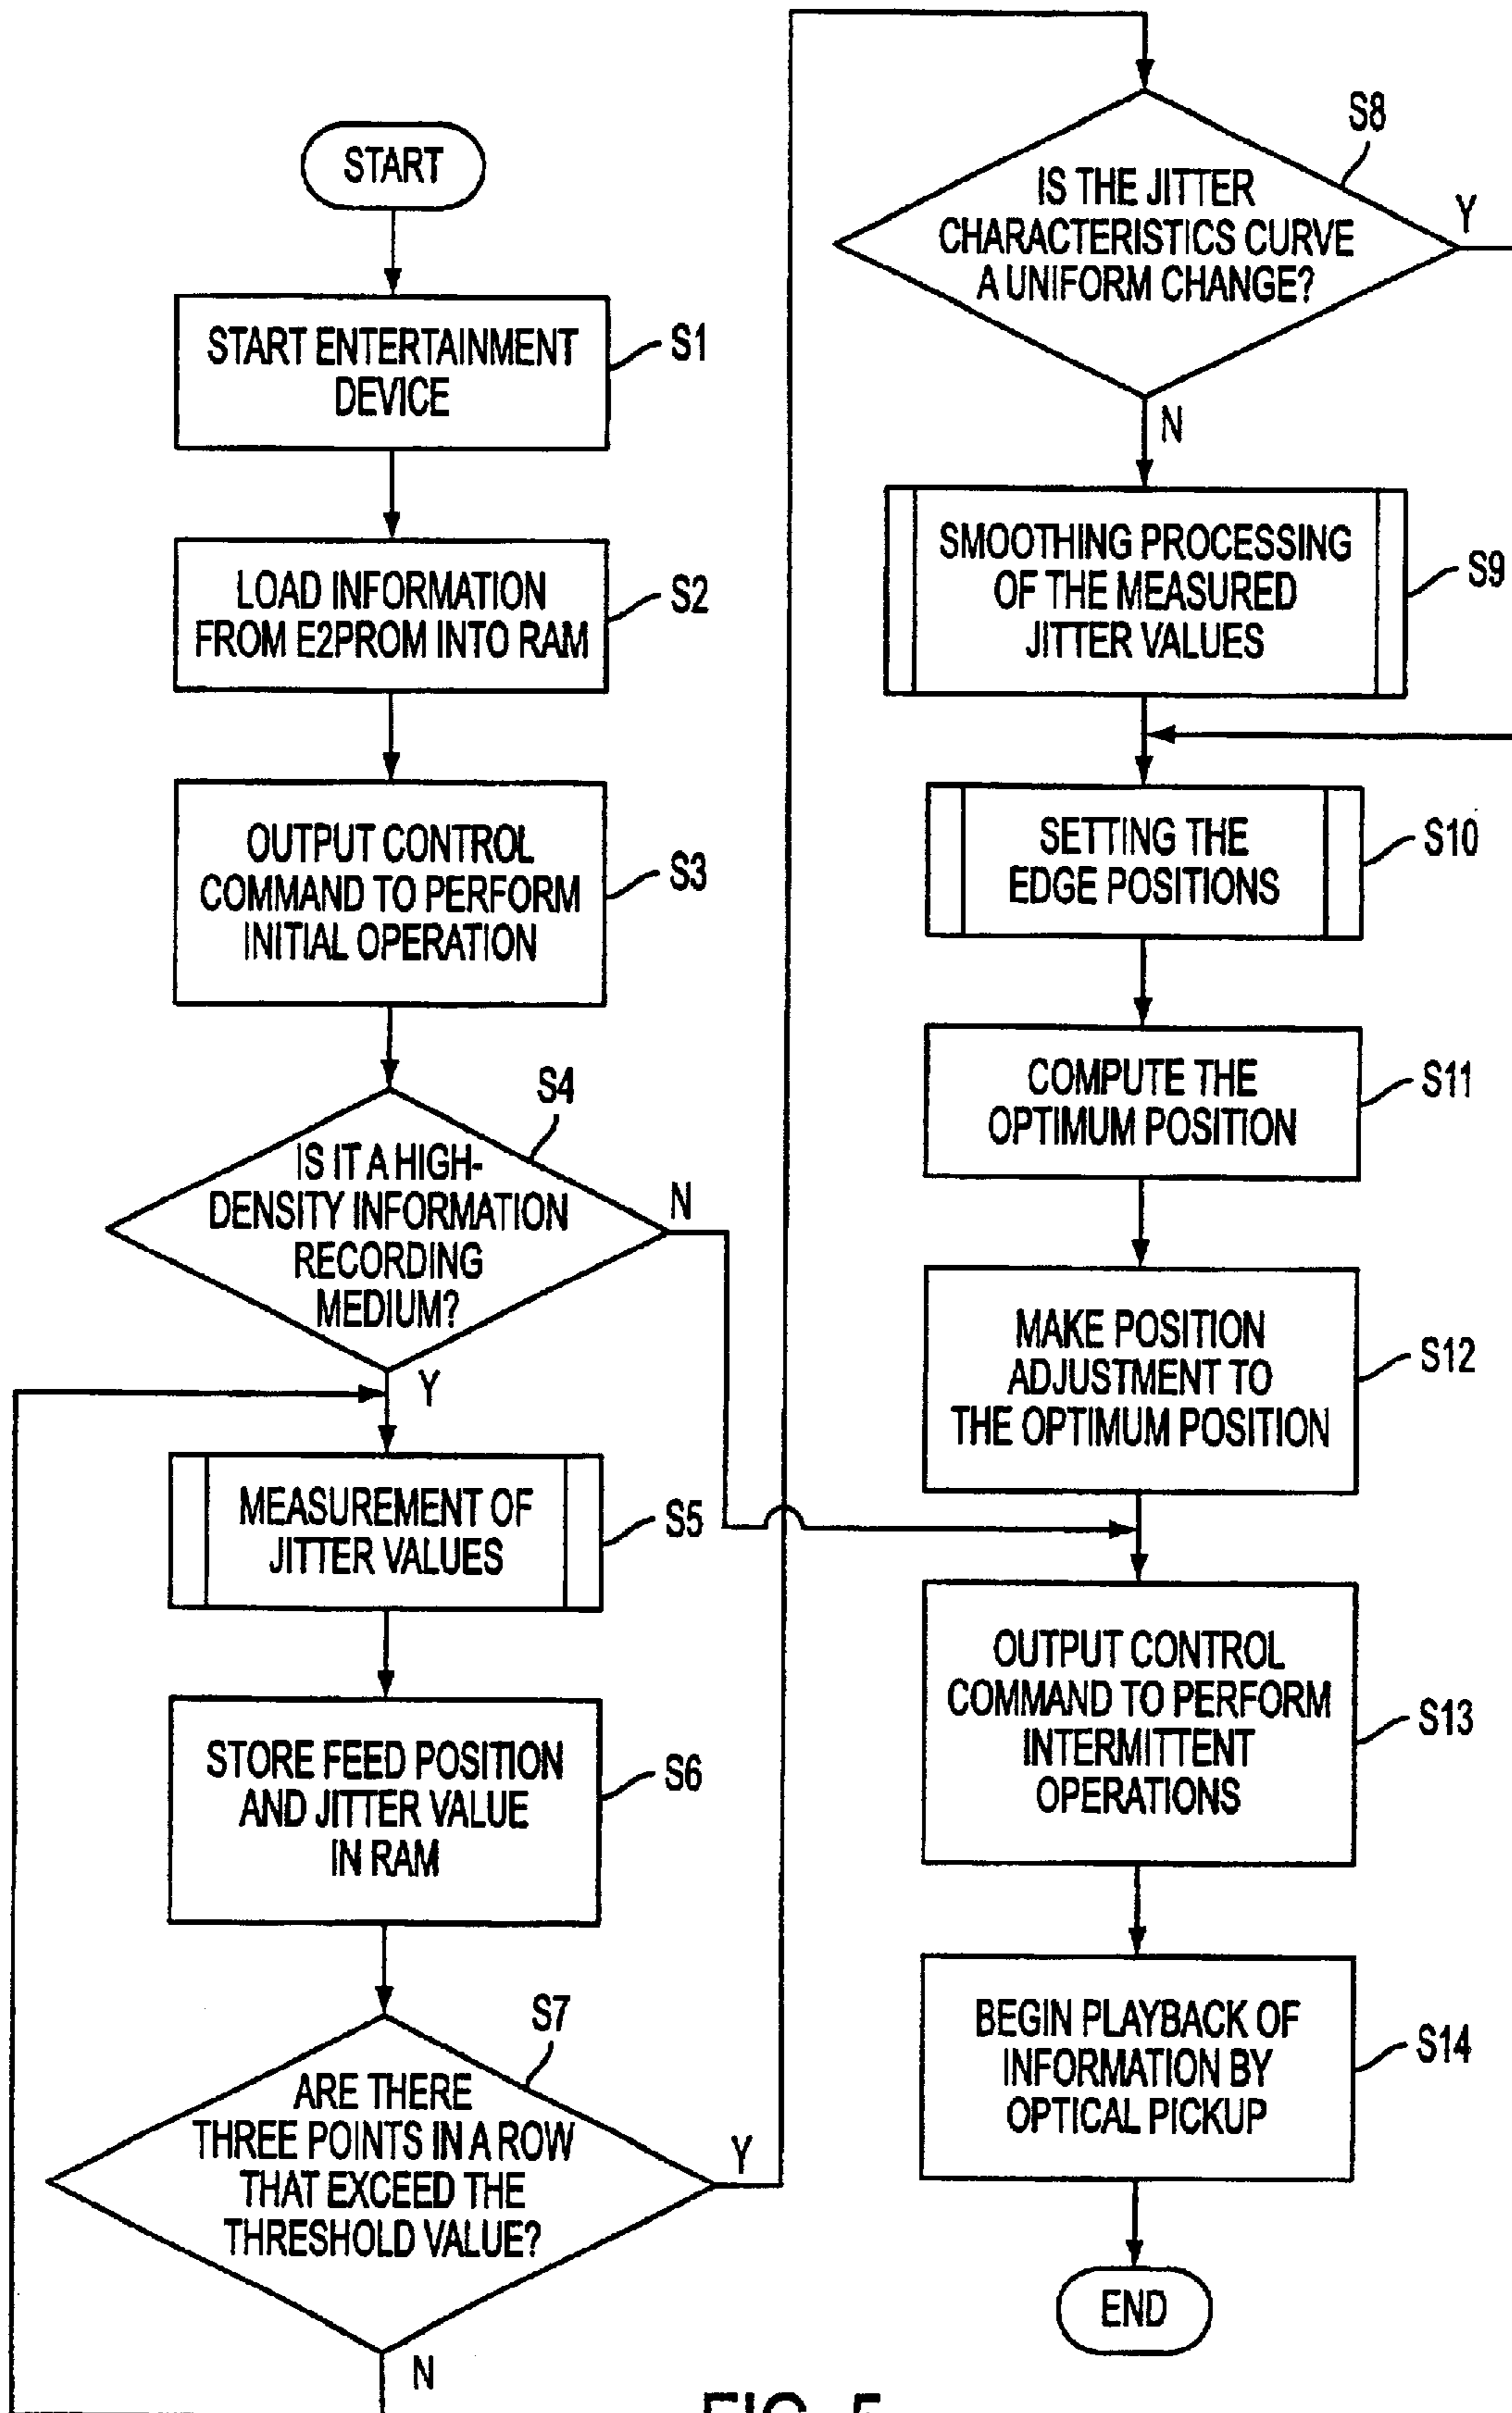 START
START ENTERTAINMENT
DEVICE
S1
LOAD INFORMATION
FROM E2PROM INTO RAM
S2
OUTPUT CONTROL
COMMAND TO PERFORM
INITIAL OPERATION
S3
S4
IS IT A HIGH-
DENSITY INFORMATION
RECORDING
MEDIUM?
N
Y
MEASUREMENT OF
JITTER VALUES
S5
STORE FEED POSITION
AND JITTER VALUE
IN RAM
S6
S7
ARE THERE
THREE POINTS IN A ROW
THAT EXCEED THE
THRESHOLD VALUE?
Y
N
S8
IS THE JITTER
CHARACTERISTICS CURVE
A UNIFORM CHANGE?
Y
N
SMOOTHING PROCESSING
OF THE MEASURED
JITTER VALUES
S9
SETTING THE
EDGE POSITIONS
S10
COMPUTE THE
OPTIMUM POSITION
S11
MAKE POSITION
ADJUSTMENT TO
THE OPTIMUM POSITION
S12
OUTPUT CONTROL
COMMAND TO PERFORM
INTERMITTENT
OPERATIONS
S13
BEGIN PLAYBACK OF
INFORMATION BY
OPTICAL PICKUP
S14
END
FIG. 5